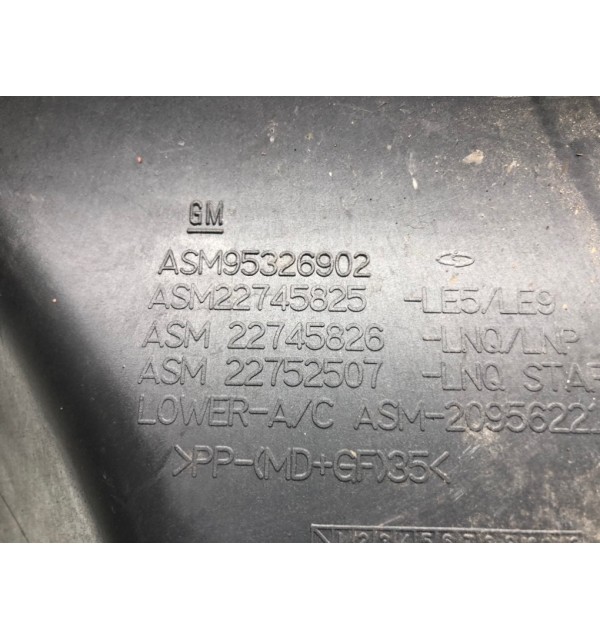 GM
ASM95326902
ASM22745825 -LE5/LE9
ASM 22745826 -LNQ/LNP
ASM 22752507 -LNQ
LOWER-A/C ASM-2095622
>PP-(MD+GF)35<